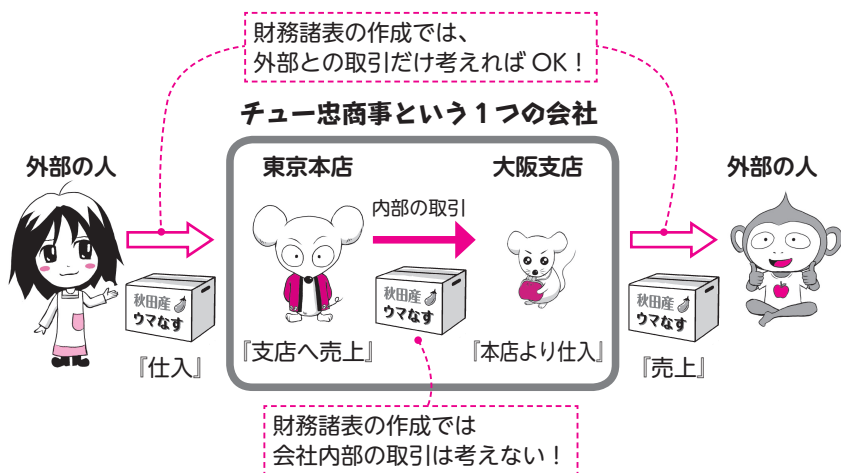 財務諸表の作成では、
外部との取引だけ考えれば OK！
チュー忠商事という１つの会社
外部の人
東京本店
大阪支店
外部の人
内部の取引
秋田産
ウマなす
秋田産
ウマなす
秋田産
ウマなす
『仕入』
『支店へ売上』
『本店より仕入』
『売上』
財務諸表の作成では
会社内部の取引は考えない！